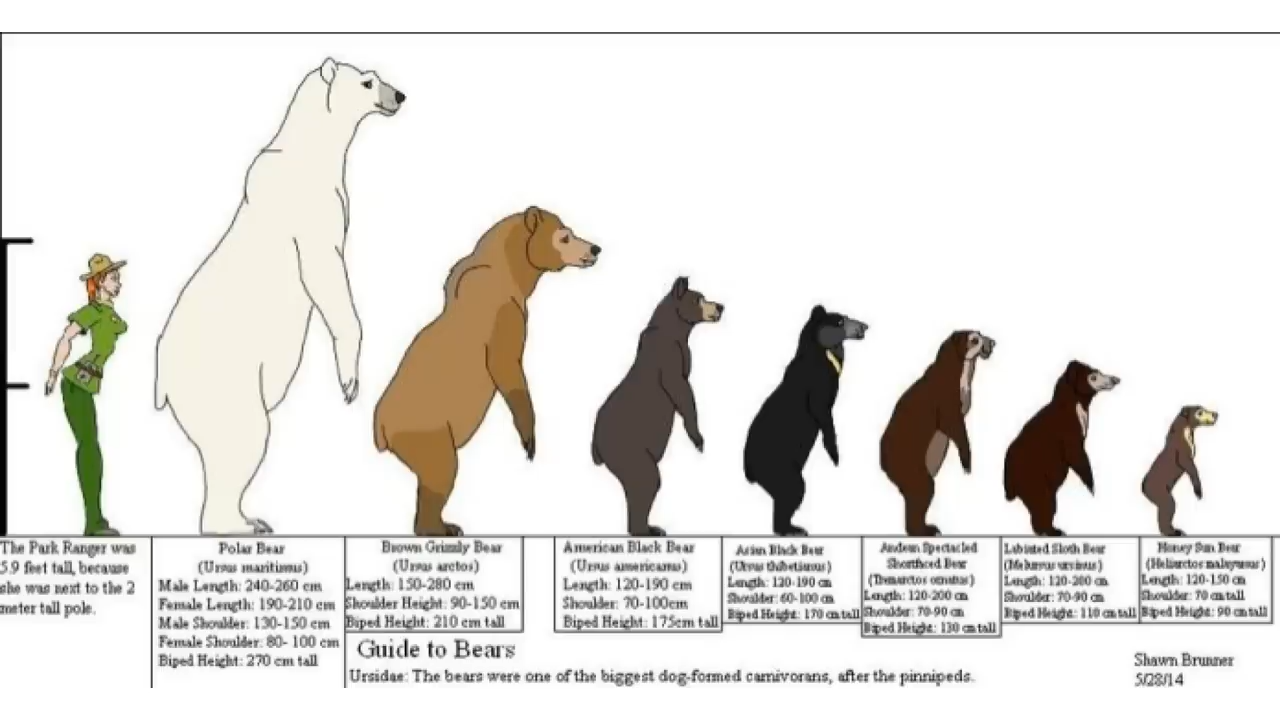 The Park Ranger was
5.9 feet tall, because
she was next to the 2
meter tall pole.
Polar Bear
(Ursus maritimus)
Male Length: 240-260 cm
Female Length: 190-210 cm
Male Shoulder: 130-150 cm
Female Shoulder: 80- 100 cm
Biped Height: 270 cm tall
Brown Grizzly Bear
(Ursus arctos)
Length: 150-280 cm
Shoulder Height: 90-150 cm
Biped Height: 210 cm tall
American Black Bear
(Ursus americanus)
Length: 120-190 cm
Shoulder: 70-100cm
Biped Height: 175cm tall
Asian Black Bear
(Ursus thibetianus)
Length: 120-190 cm
Shoulder: 60-100 cm
Biped Height: 170 cm tall
Andean Spectacled
Shortfaced Bear
(Tremarctos ornatus)
Length: 120-200 cm
Shoulder: 70-90 cm
Biped Height: 130 cm tall
Labiated Sloth Bear
(Melursus ursinus)
Length: 120-200 cm
Shoulder: 70-90 cm
Biped Height: 110 cm tall
Honey Sun Bear
(Heliarctos malayusus)
Length: 120-150 cm
Shoulder: 70 cm tall
Biped Height: 90 cm tall
Guide to Bears
Ursidae: The bears were one of the biggest dog-formed carnivorans, after the pinnipeds.
Shawn Brunner
5/28/14